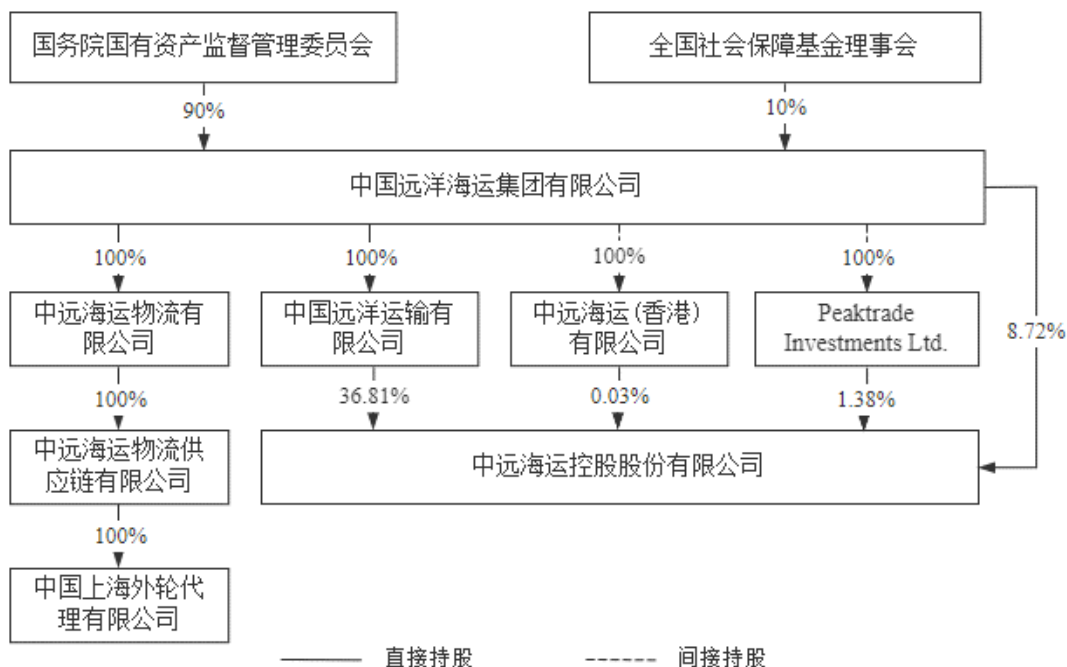 国务院国有资产监督管理委员会
全国社会保障基金理事会
90%
10%
中国远洋海运集团有限公司
100%
100%
100%
100%
中远海运物流有
限公司
中国远洋运输有
限公司
中远海运(香港)
有限公司
Peaktrade
Investments Ltd.
8.72%
100%
36.81%
0.03%
1.38%
中远海运物流供
应链有限公司
中远海运控股股份有限公司
100%
中国上海外轮代
理有限公司
直接持股
间接持股